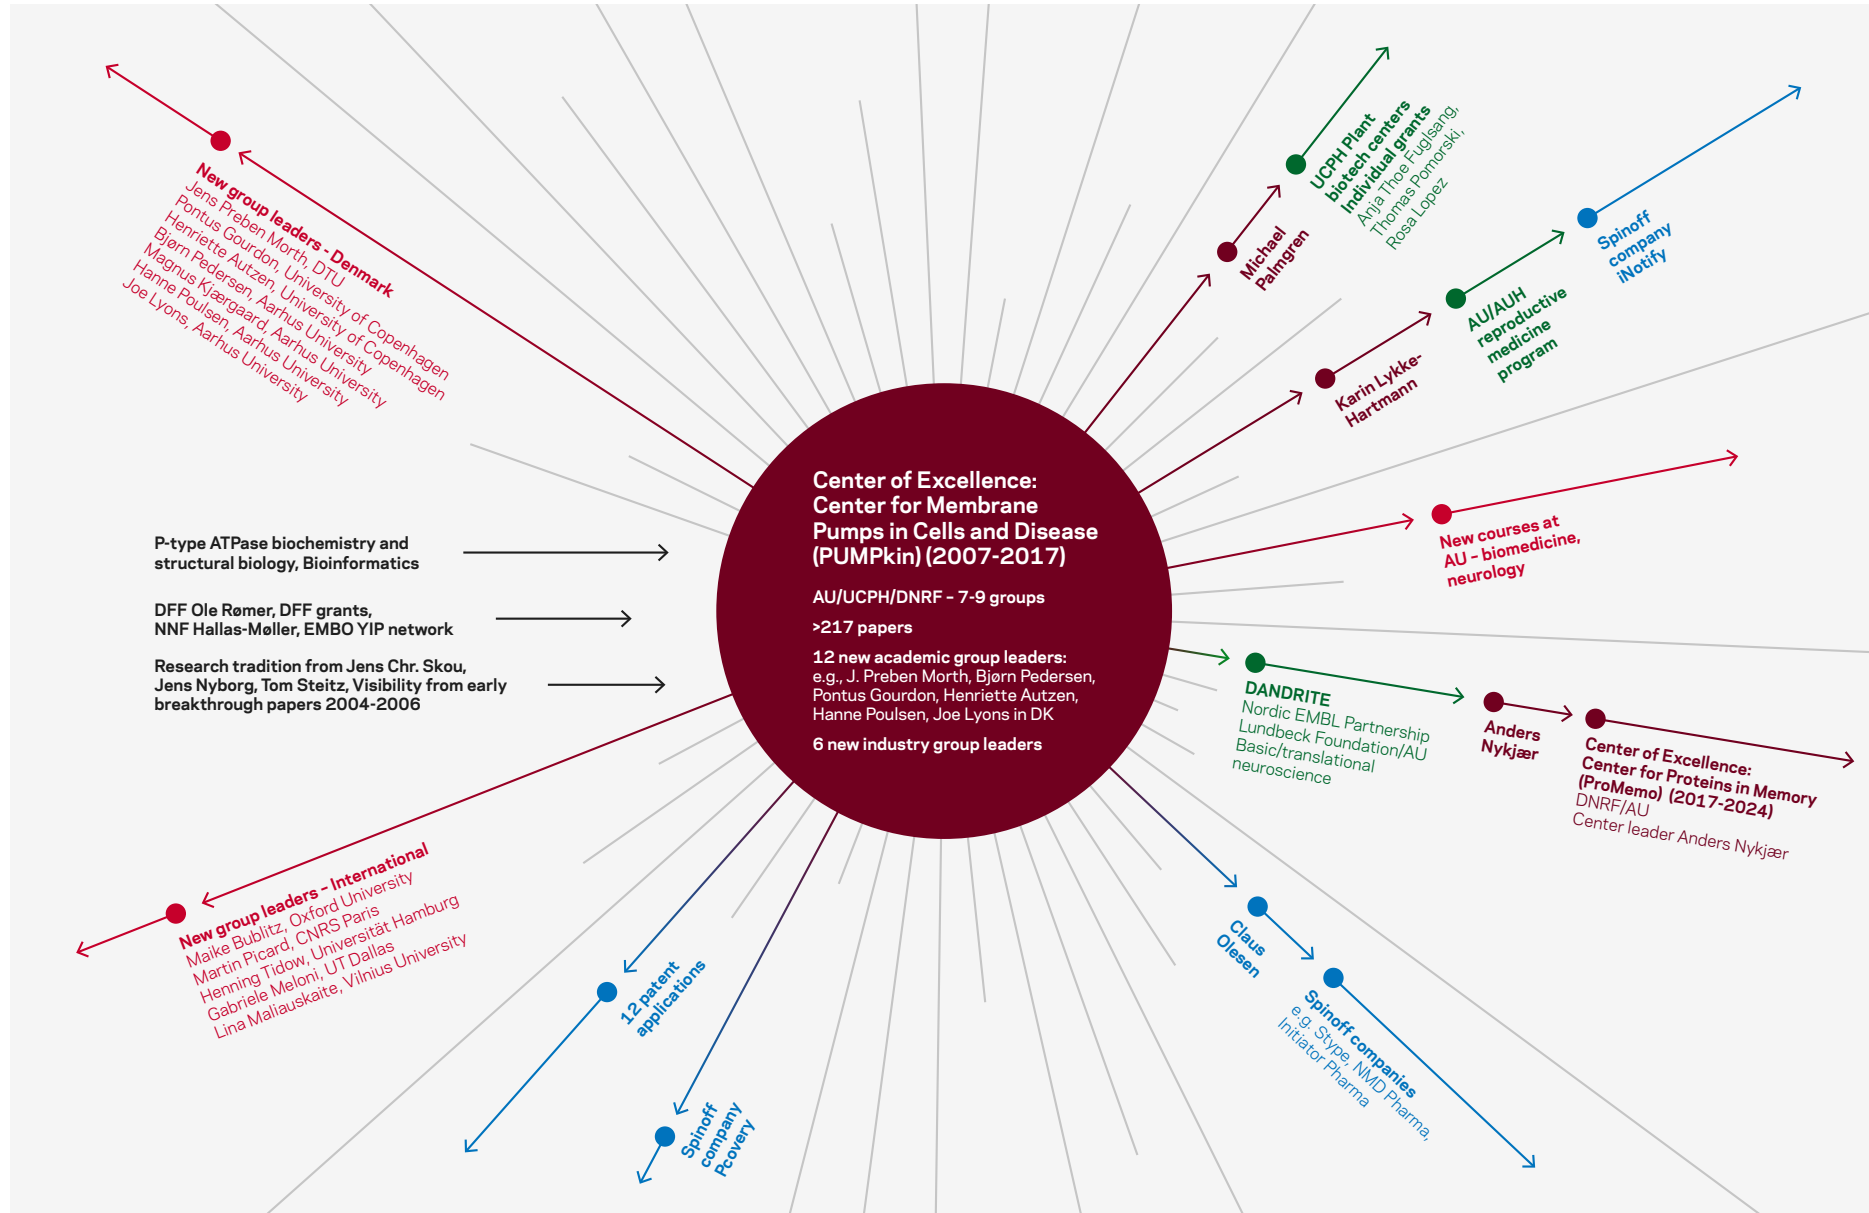 New group leaders - Denmark
Jens Preben Morth, DTU
Pontus Gourdon, University of Copenhagen
Henriette Autzen, University of Copenhagen
Bjørn Pedersen, Aarhus University
Magnus Kjærgaard, Aarhus University
Hanne Poulsen, Aarhus University
Joe Lyons, Aarhus University
P-type ATPase biochemistry and
structural biology, Bioinformatics
DFF Ole Rømer, DFF grants,
NNF Hallas-Møller, EMBO YIP network
Research tradition from Jens Chr. Skou,
Jens Nyborg, Tom Steitz, Visibility from early
breakthrough papers 2004-2006
New group leaders - International
Maike Bublitz, Oxford University
Martin Picard, CNRS Paris
Henning Tidow, Universität Hamburg
Gabriele Meloni, UT Dallas
Lina Maliauskaite, Vilnius University
Center of Excellence:
Center for Membrane
Pumps in Cells and Disease
(PUMPkin) (2007-2017)
AU/UCPH/DNRF - 7-9 groups
>217 papers
12 new academic group leaders:
e.g., J. Preben Morth, Bjørn Pedersen,
Pontus Gourdon, Henriette Autzen,
Hanne Poulsen, Joe Lyons in DK
6 new industry group leaders
12 patent
applications
Spinoff
company
Pcovery
Michael
Palmgren
UCPH Plant
biotech centers
Individual grants
Anja Thoe Fuglsang,
Thomas Pomorski,
Rosa Lopez
Karin Lykke-
Hartmann
AU/AUH
reproductive
medicine
program
Spinoff
company
iNotify
New courses at
AU - biomedicine,
neurology
DANDRITE
Nordic EMBL Partnership
Lundbeck Foundation/AU
Basic/translational
neuroscience
Anders
Nykjær
Center of Excellence:
Center for Proteins in Memory
(ProMemo) (2017-2024)
DNRF/AU
Center leader Anders Nykjær
Claus
Olesen
Spinoff companies
e.g. Stype, NMD Pharma,
Initiator Pharma